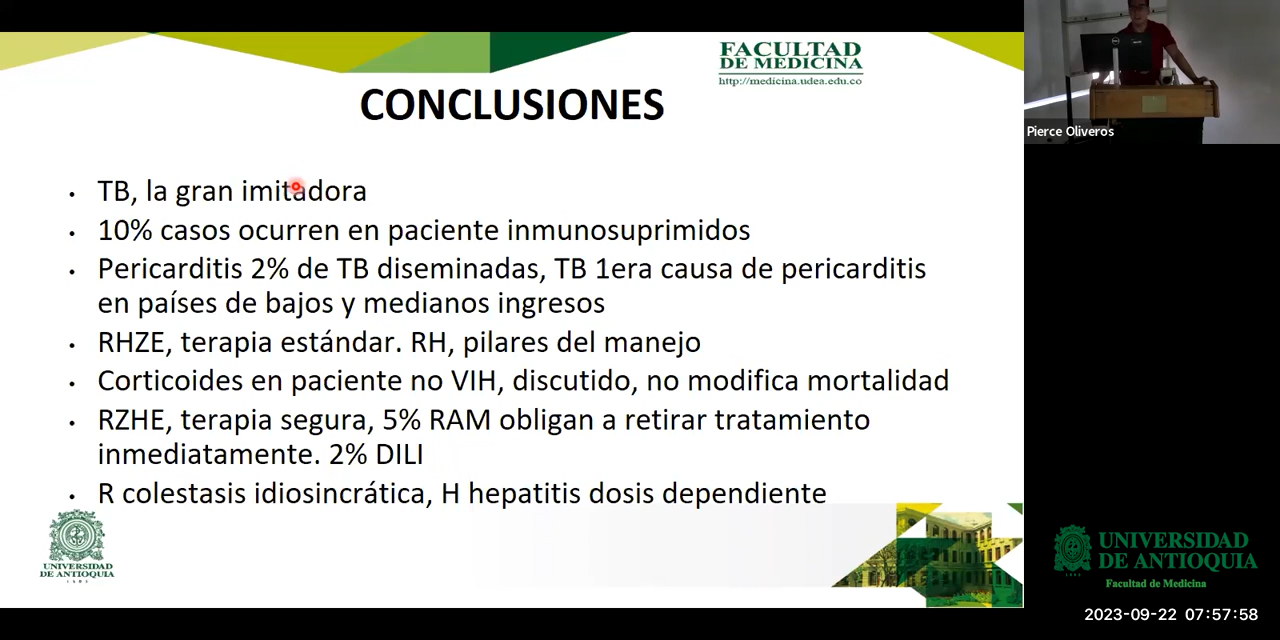 FACULTAD
DE MEDICINA
http://medicina.udea.edu.co
CONCLUSIONES
• TB, la gran imitadora
• 10% casos ocurren en paciente inmunosuprimidos
• Pericarditis 2% de TB diseminadas, TB 1era causa de pericarditis
en países de bajos y medianos ingresos
• RHZE, terapia estándar. RH, pilares del manejo
• Corticoides en paciente no VIH, discutido, no modifica mortalidad
• RZHE, terapia segura, 5% RAM obligan a retirar tratamiento
inmediatamente. 2% DILI
• R colestasis idiosincrática, H hepatitis dosis dependiente
UNIVERSIDAD
DE ANTIOQUIA
Pierce Oliveros
UNIVERSIDAD
DE ANTIOQUIA
Facultad de Medicina
2023-09-22 07:57:58